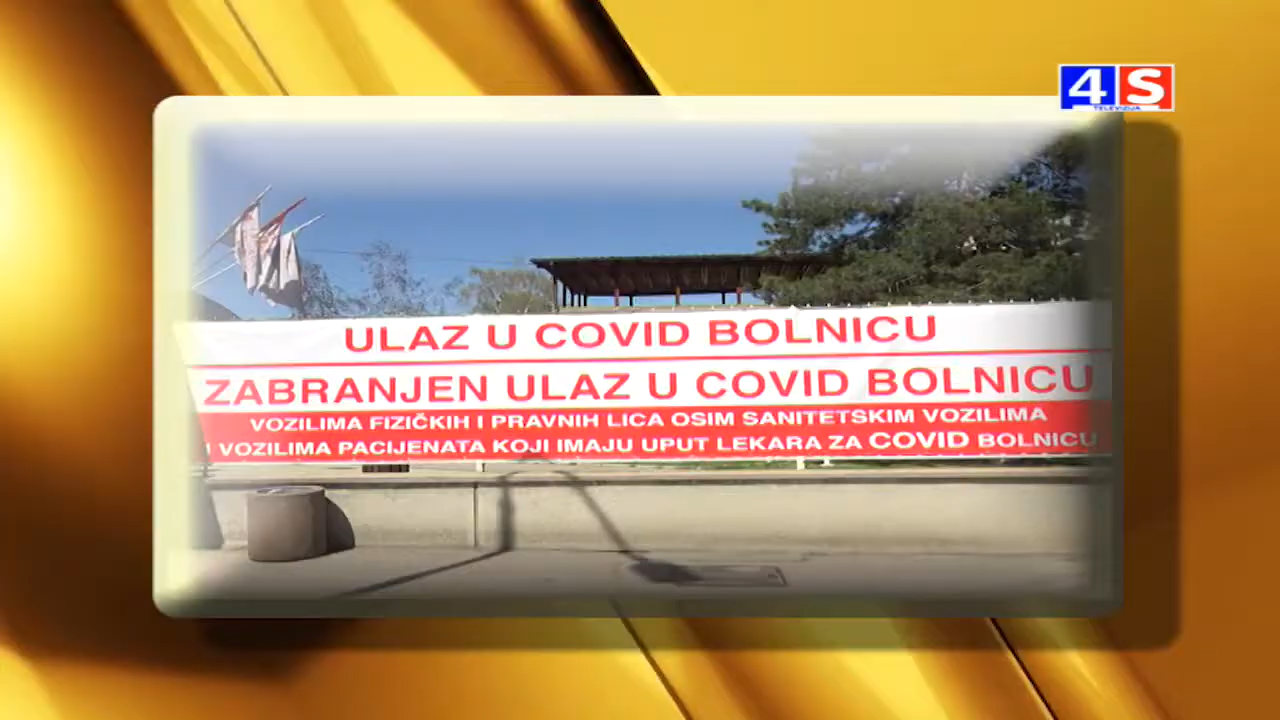 4S
TELEVIZIJA
ULAZ U COVID BOLNICU
ZABRANJEN ULAZ U COVID BOLNICU
VOZILIMA FIZIČKIH I PRAVNIH LICA OSIM SANITETSKIM VOZILIMA
I VOZILIMA PACIJENATA KOJI IMAJU UPUT LEKARA ZA COVID BOLNICU